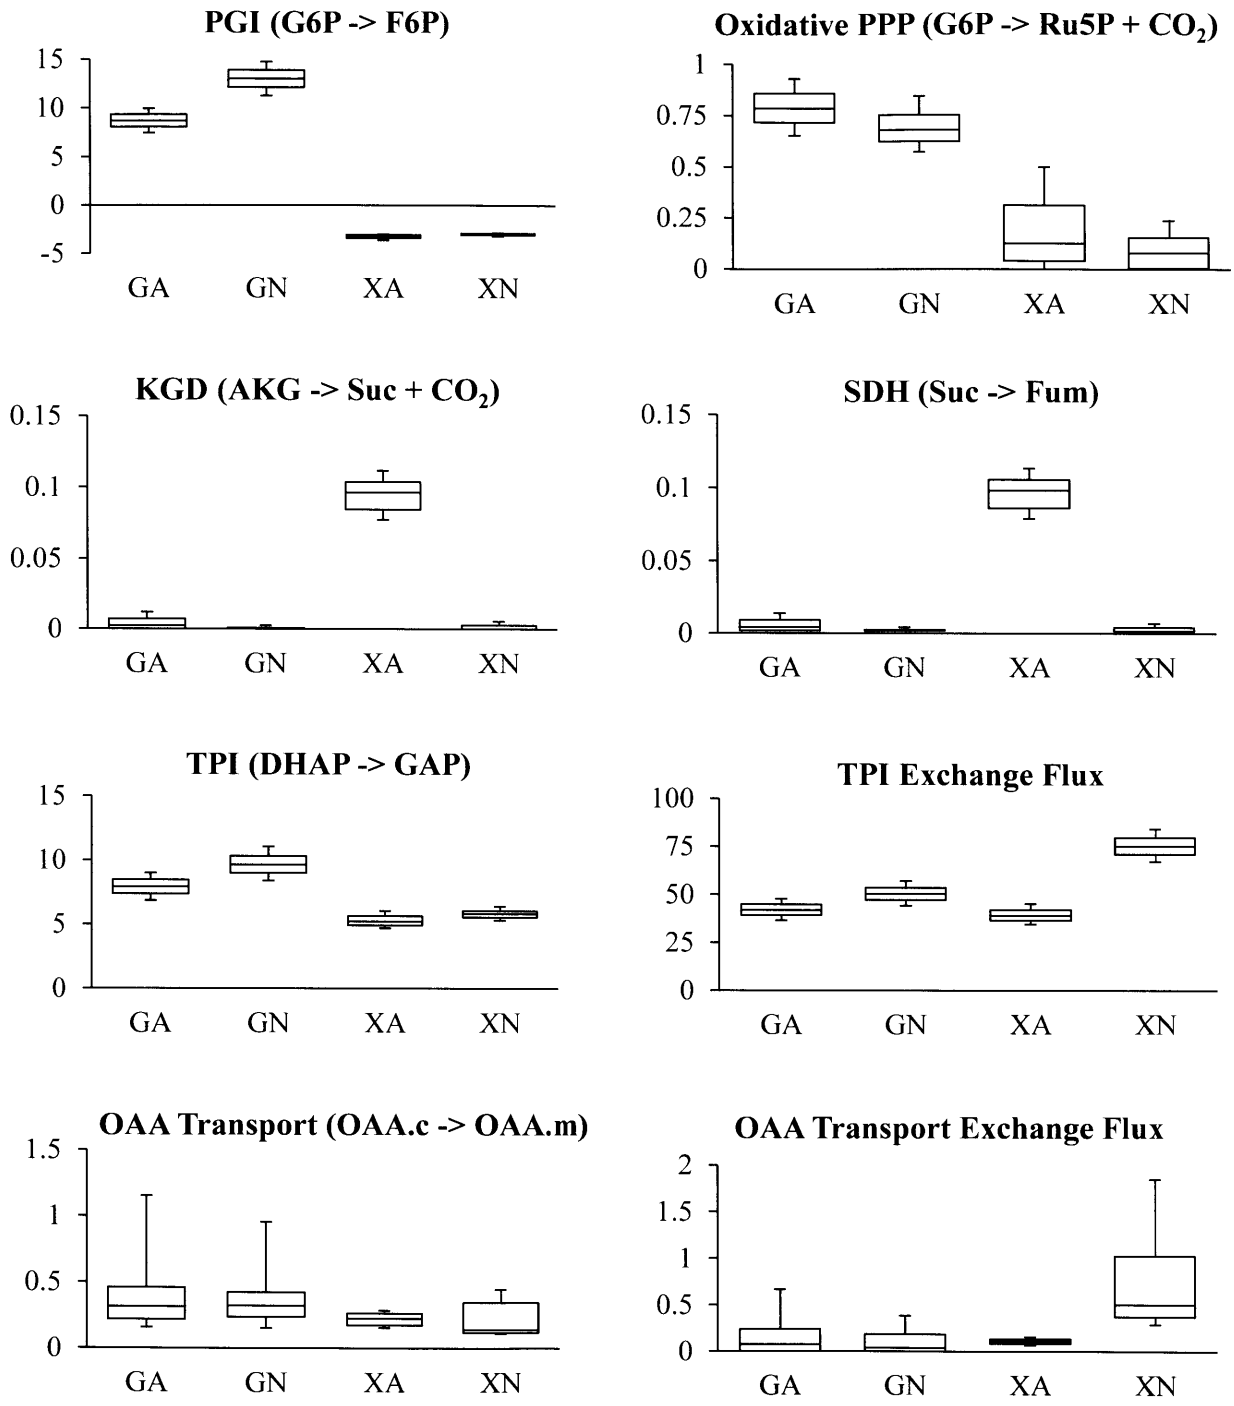 PGI (G6P -> F6P)
15
10
5
0
-5
GA GN XA XN
Oxidative PPP (G6P -> Ru5P + CO₂)
1
0.75
0.5
0.25
0
GA GN XA XN
KGD (AKG -> Suc + CO₂)
0.15
0.1
0.05
0
GA GN XA XN
SDH (Suc -> Fum)
0.15
0.1
0.05
0
GA GN XA XN
TPI (DHAP -> GAP)
15
10
5
0
GA GN XA XN
TPI Exchange Flux
100
75
50
25
0
GA GN XA XN
OAA Transport (OAA.c -> OAA.m)
1.5
1
0.5
0
GA GN XA XN
OAA Transport Exchange Flux
2
1.5
1
0.5
0
GA GN XA XN